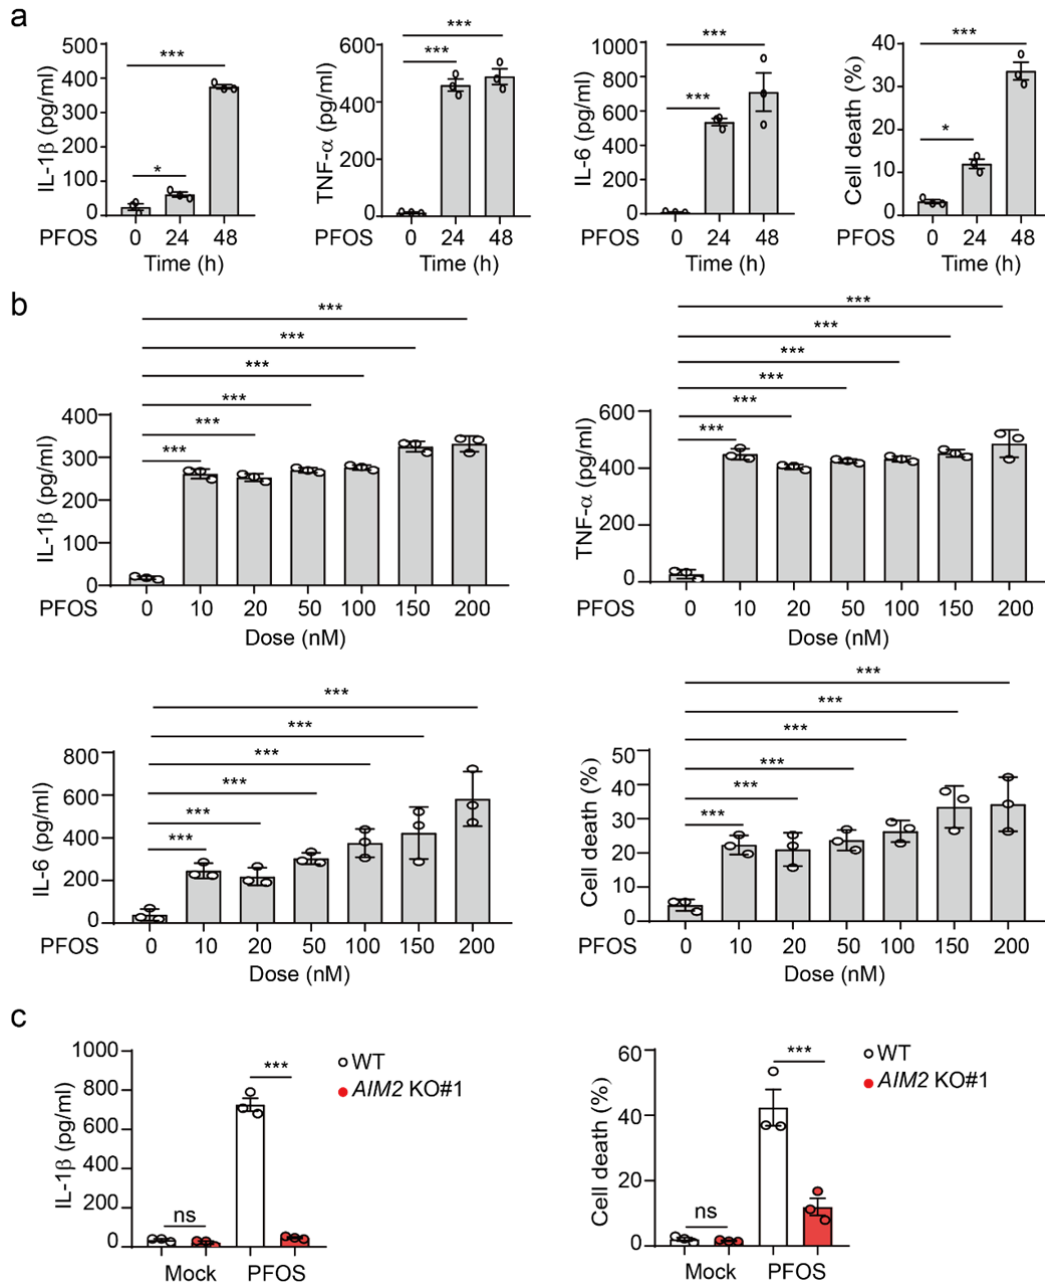 a
***
*
500
400
300
200
100
0
IL-1β (pg/ml)
PFOS 0 24 48
Time (h)
***
***
600
400
200
0
TNF-α (pg/ml)
PFOS 0 24 48
Time (h)
***
***
1000
800
600
400
200
0
IL-6 (pg/ml)
PFOS 0 24 48
Time (h)
***
*
40
30
20
10
0
Cell death (%)
PFOS 0 24 48
Time (h)
b
***
***
***
***
***
***
400
300
200
100
0
IL-1β (pg/ml)
PFOS 0 10 20 50 100 150 200
Dose (nM)
***
***
***
***
***
***
600
400
200
0
TNF-α (pg/ml)
PFOS 0 10 20 50 100 150 200
Dose (nM)
***
***
***
***
***
***
800
600
400
200
0
IL-6 (pg/ml)
PFOS 0 10 20 50 100 150 200
Dose (nM)
***
***
***
***
***
***
50
40
30
20
10
0
Cell death (%)
PFOS 0 10 20 50 100 150 200
Dose (nM)
c
1000
800
600
400
200
0
IL-1β (pg/ml)
ns
***
WT
AIM2 KO#1
Mock PFOS
60
40
20
0
Cell death (%)
ns
***
WT
AIM2 KO#1
Mock PFOS